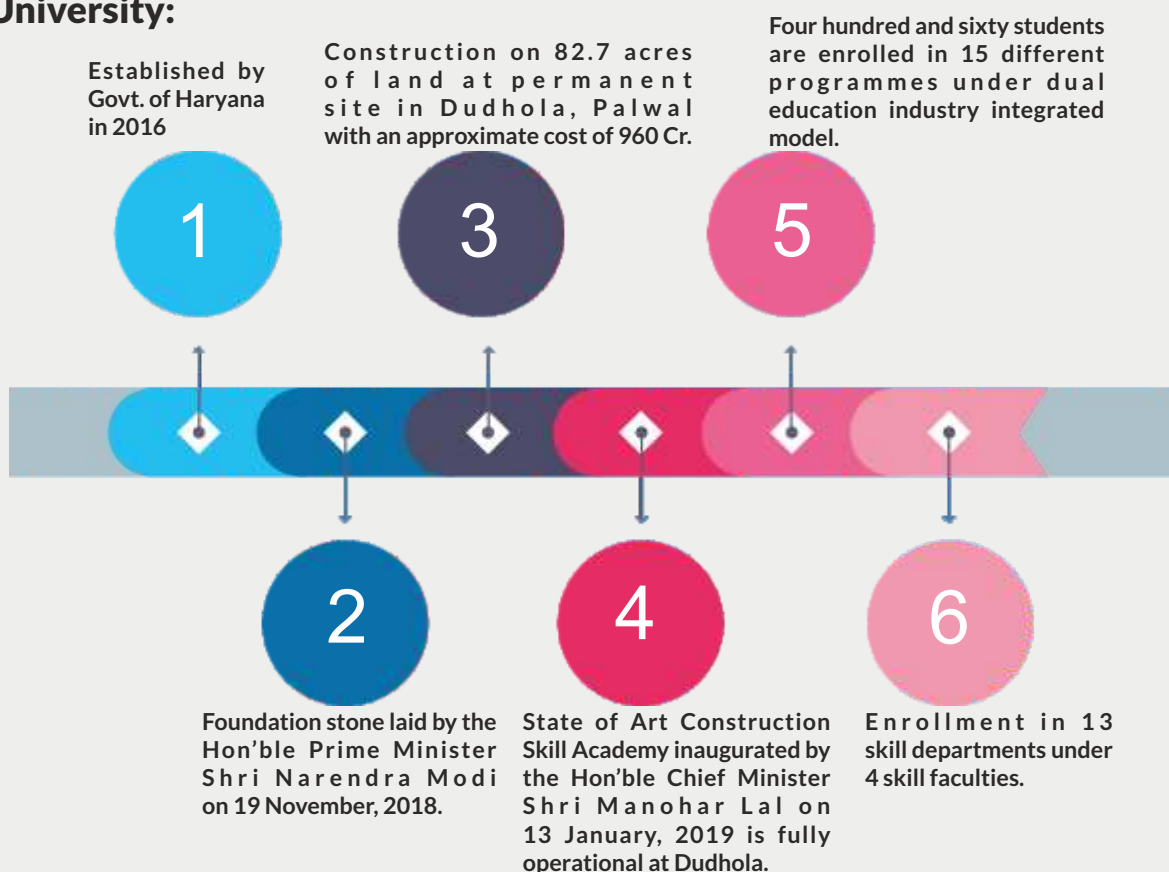 University:
Established by
Govt. of Haryana
in 2016
1
Construction on 82.7 acres
of land at permanent
site in Dudhola, Palwal
with an approximate cost of 960 Cr.
3
Four hundred and sixty students
are enrolled in 15 different
programmes under dual
education industry integrated
model.
5
2
Foundation stone laid by the
Hon’ble Prime Minister
Shri Narendra Modi
on 19 November, 2018.
4
State of Art Construction
Skill Academy inaugurated by
the Hon’ble Chief Minister
Shri Manohar Lal on
13 January, 2019 is fully
operational at Dudhola.
6
Enrollment in 13
skill departments under
4 skill faculties.